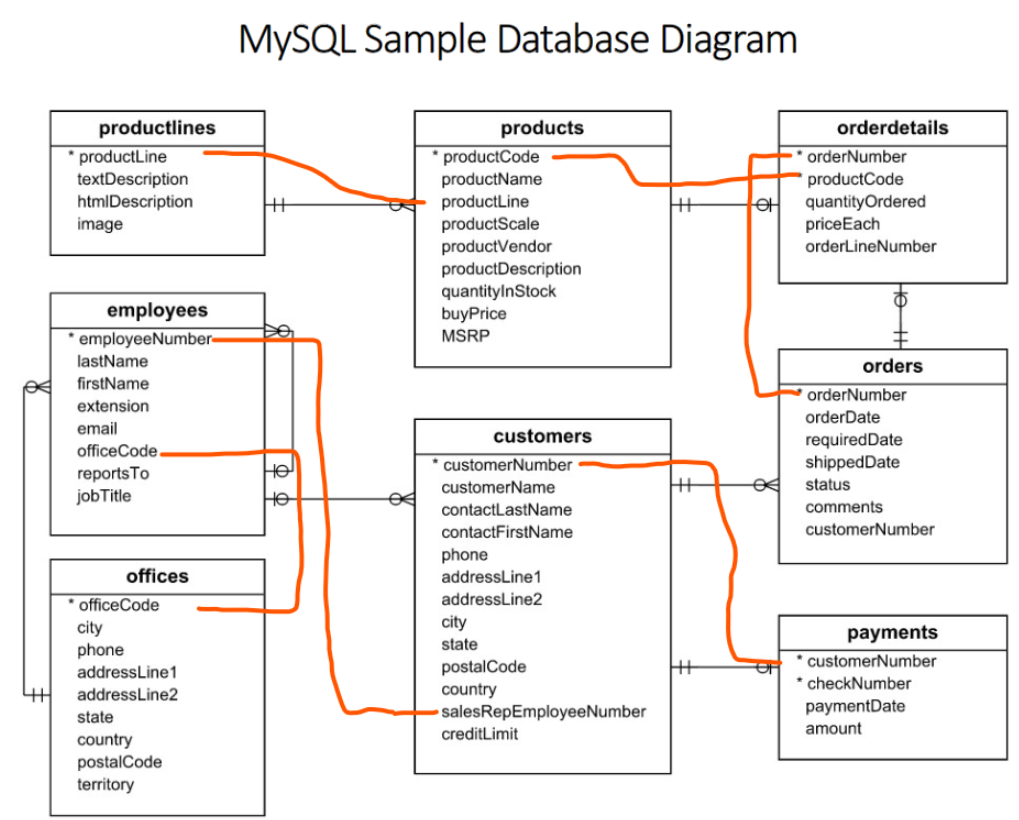 MySQL Sample Database Diagram
productlines
* productLine
textDescription
htmlDescription
image
products
* productCode
productName
productLine
productScale
productVendor
productDescription
quantityInStock
buyPrice
MSRP
orderdetails
* orderNumber
* productCode
quantityOrdered
priceEach
orderLineNumber
employees
* employeeNumber
lastName
firstName
extension
email
officeCode
reportsTo
jobTitle
customers
* customerNumber
customerName
contactLastName
contactFirstName
phone
addressLine1
addressLine2
city
state
postalCode
country
salesRepEmployeeNumber
creditLimit
orders
* orderNumber
orderDate
requiredDate
shippedDate
status
comments
customerNumber
offices
* officeCode
city
phone
addressLine1
addressLine2
state
country
postalCode
territory
payments
* customerNumber
* checkNumber
paymentDate
amount